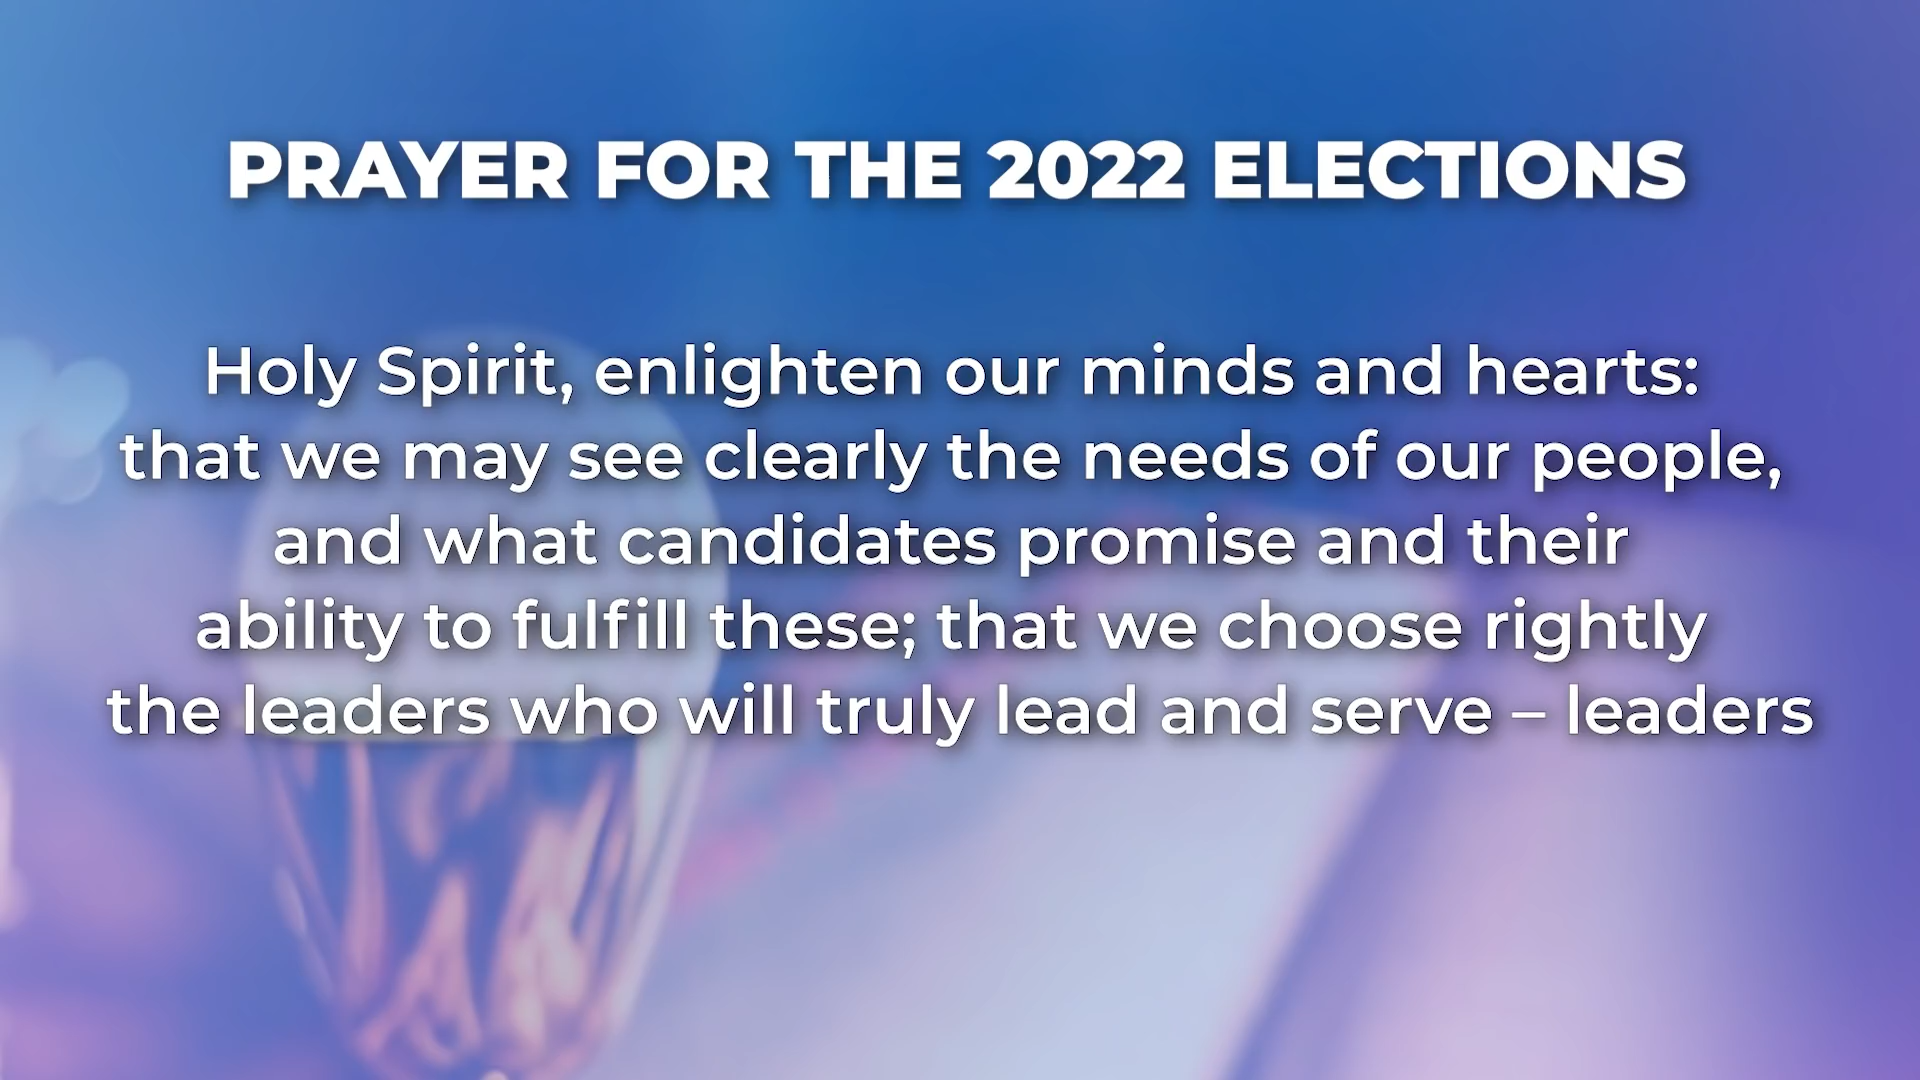 PRAYER FOR THE 2022 ELECTIONS
Holy Spirit, enlighten our minds and hearts:
that we may see clearly the needs of our people,
and what candidates promise and their
ability to fulfill these; that we choose rightly
the leaders who will truly lead and serve – leaders